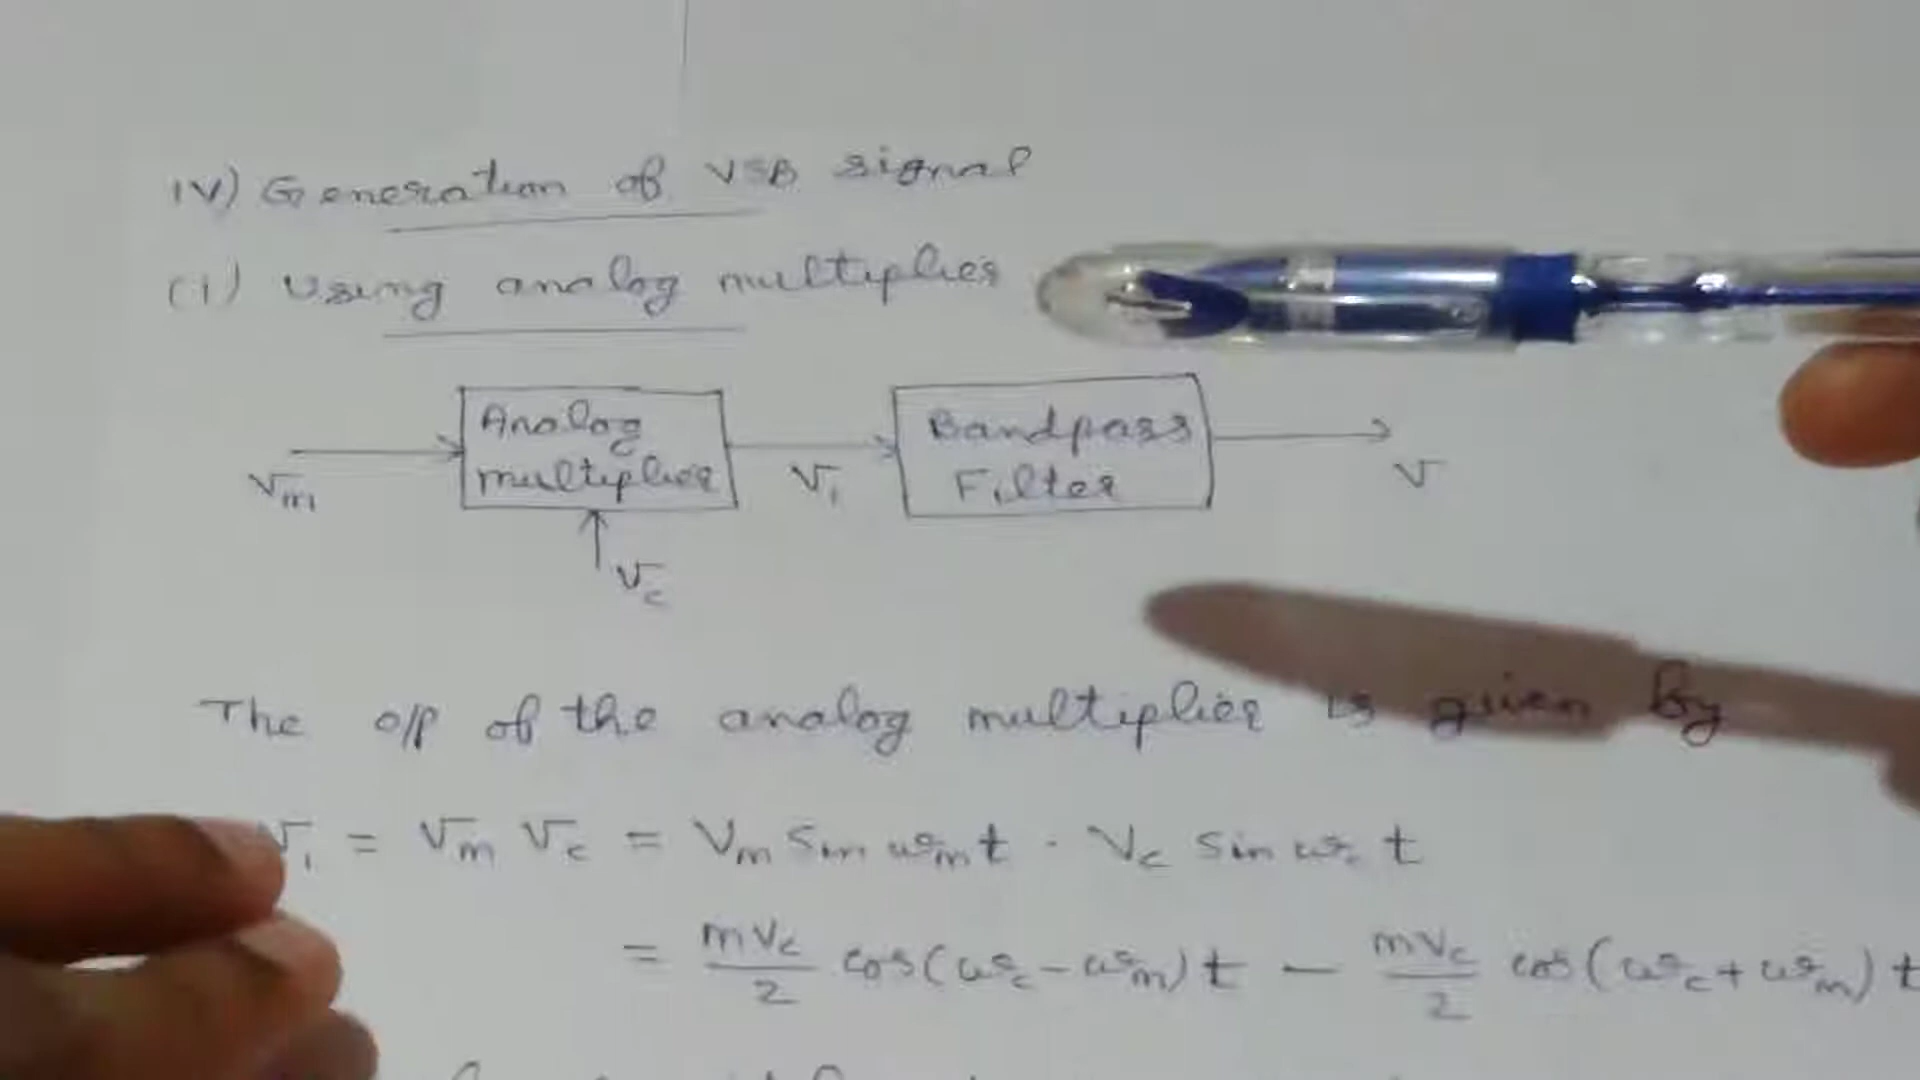 IV) Generation of VSB signal
(i) Using analog multiplier
Analog
multiplier
Bandpass
Filter
Vm
V1
V
Vc
The o/p of the analog multiplier is given by
V1 = Vm Vc = Vm Sin ωmt · Vc Sin ωc t
= mVc/2 cos(ωc-ωm)t - mVc/2 cos(ωc+ωm)t